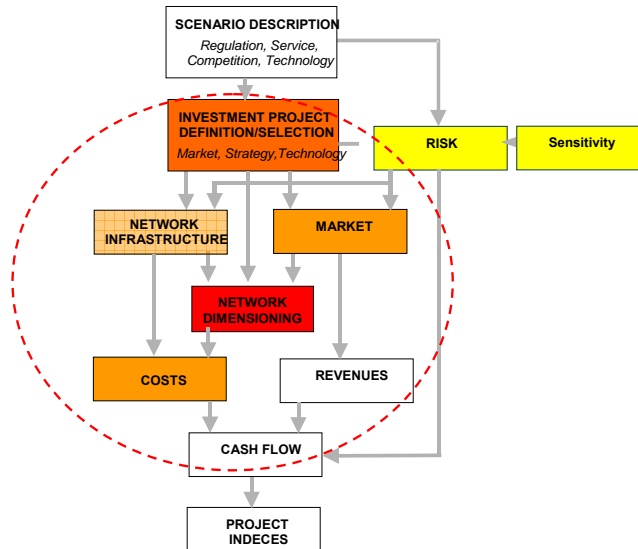 SCENARIO DESCRIPTION
Regulation, Service,
Competition, Technology
INVESTMENT PROJECT
DEFINITION/SELECTION
Market, Strategy,Technology
RISK
Sensitivity
NETWORK
INFRASTRUCTURE
MARKET
NETWORK
DIMENSIONING
COSTS
REVENUES
CASH FLOW
PROJECT
INDECES